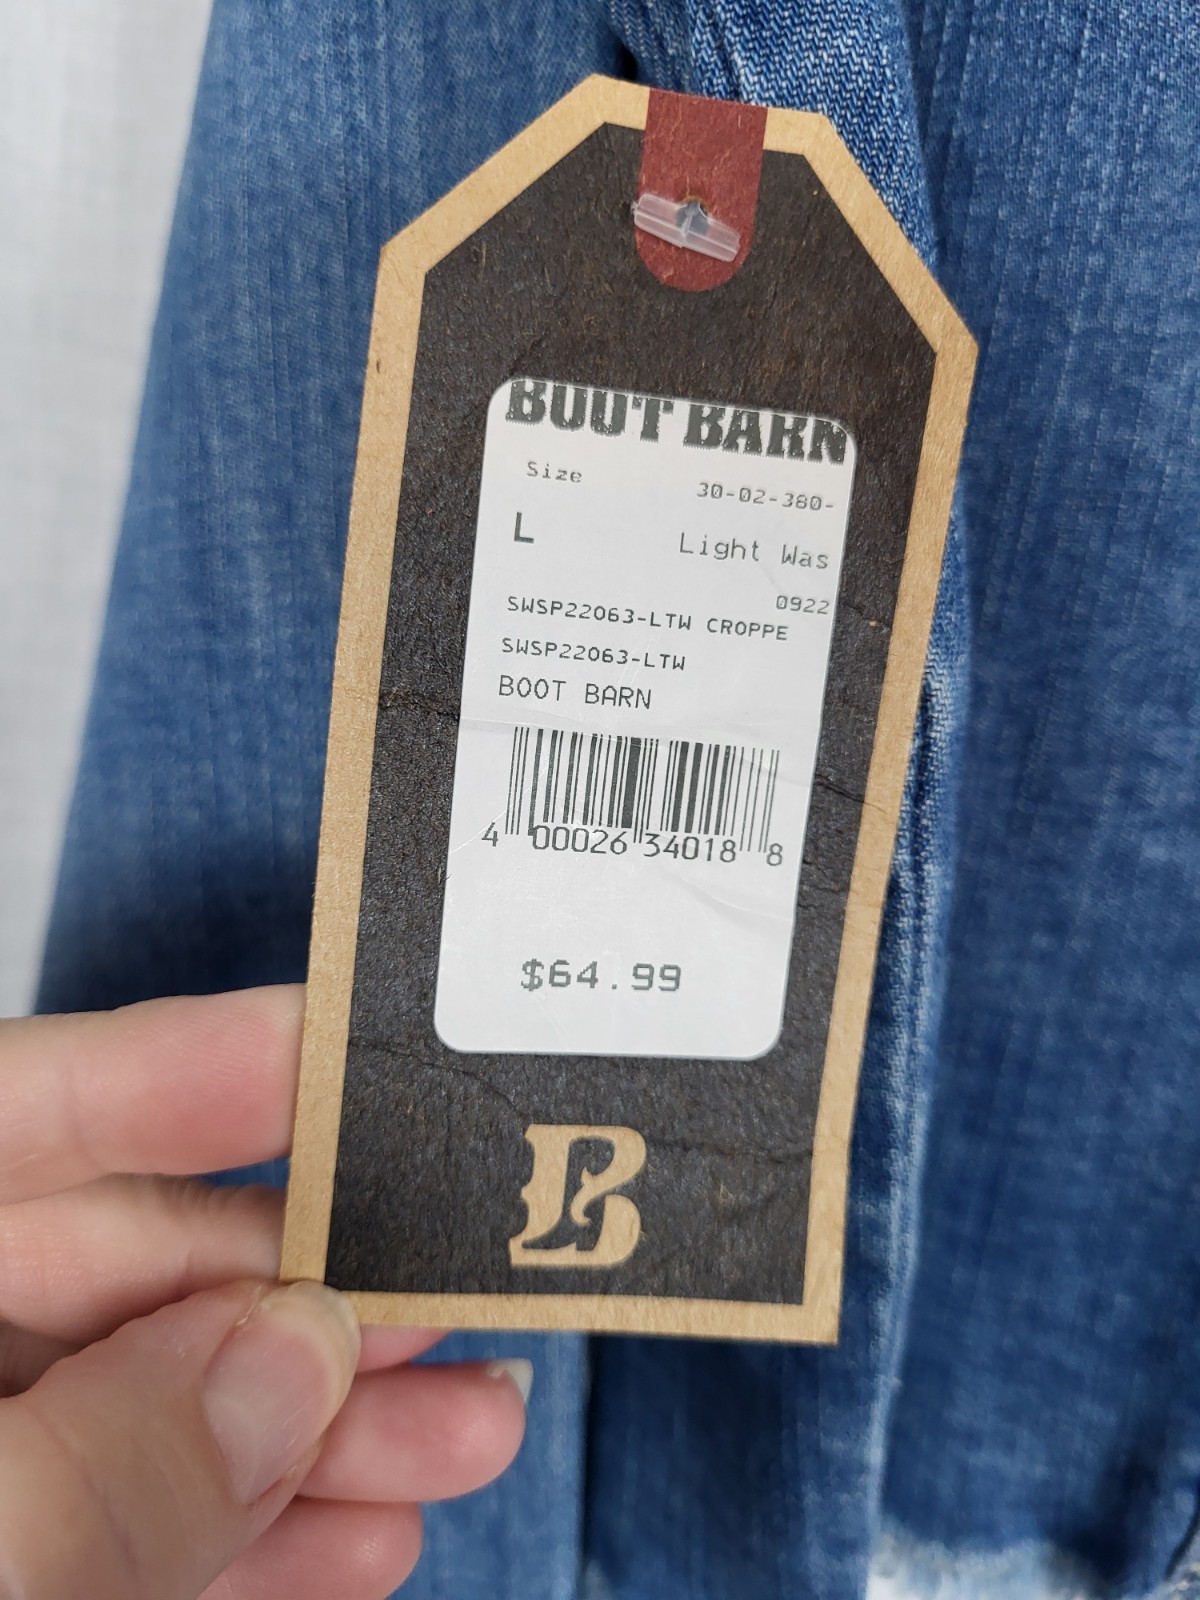 BOOT BARN
Size 30-02-380-
L Light Was
0922
SWSP22063-LTW CROPPE
SWSP22063-LTW
BOOT BARN
4 00026 34018 8
$64.99
B